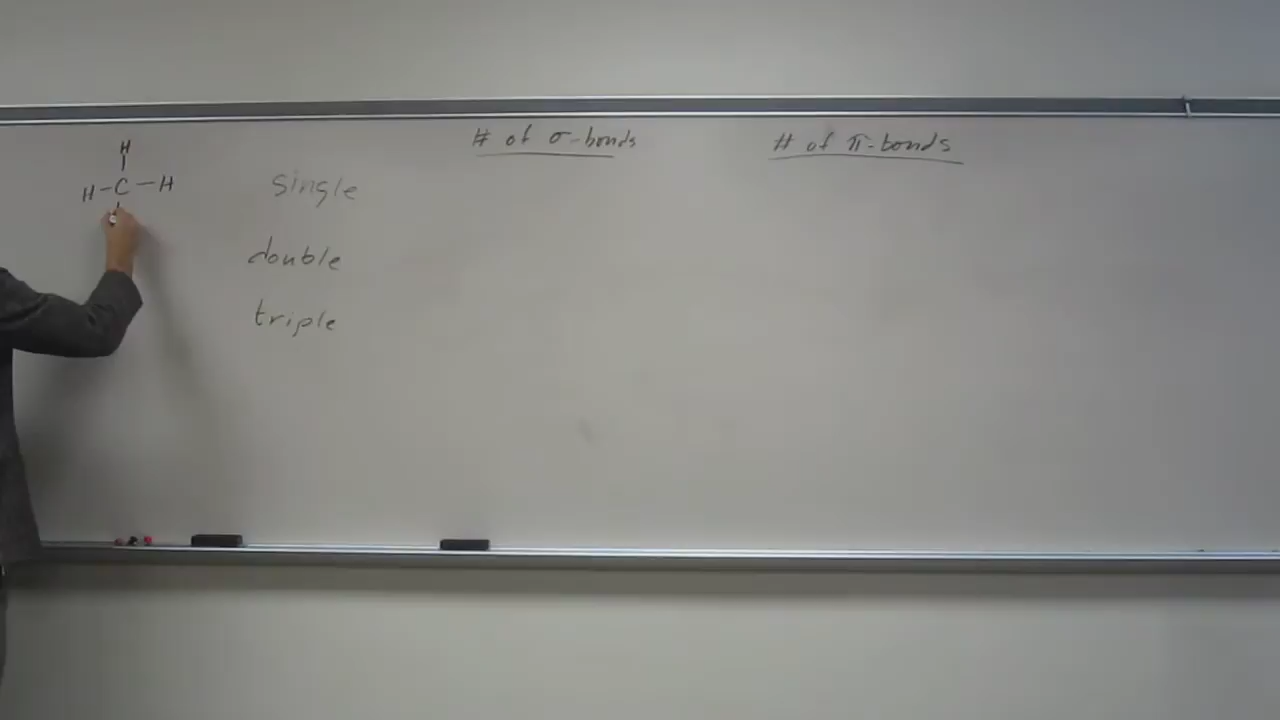 # of σ-bonds
# of π-bonds
H
H-C-H
single
double
triple